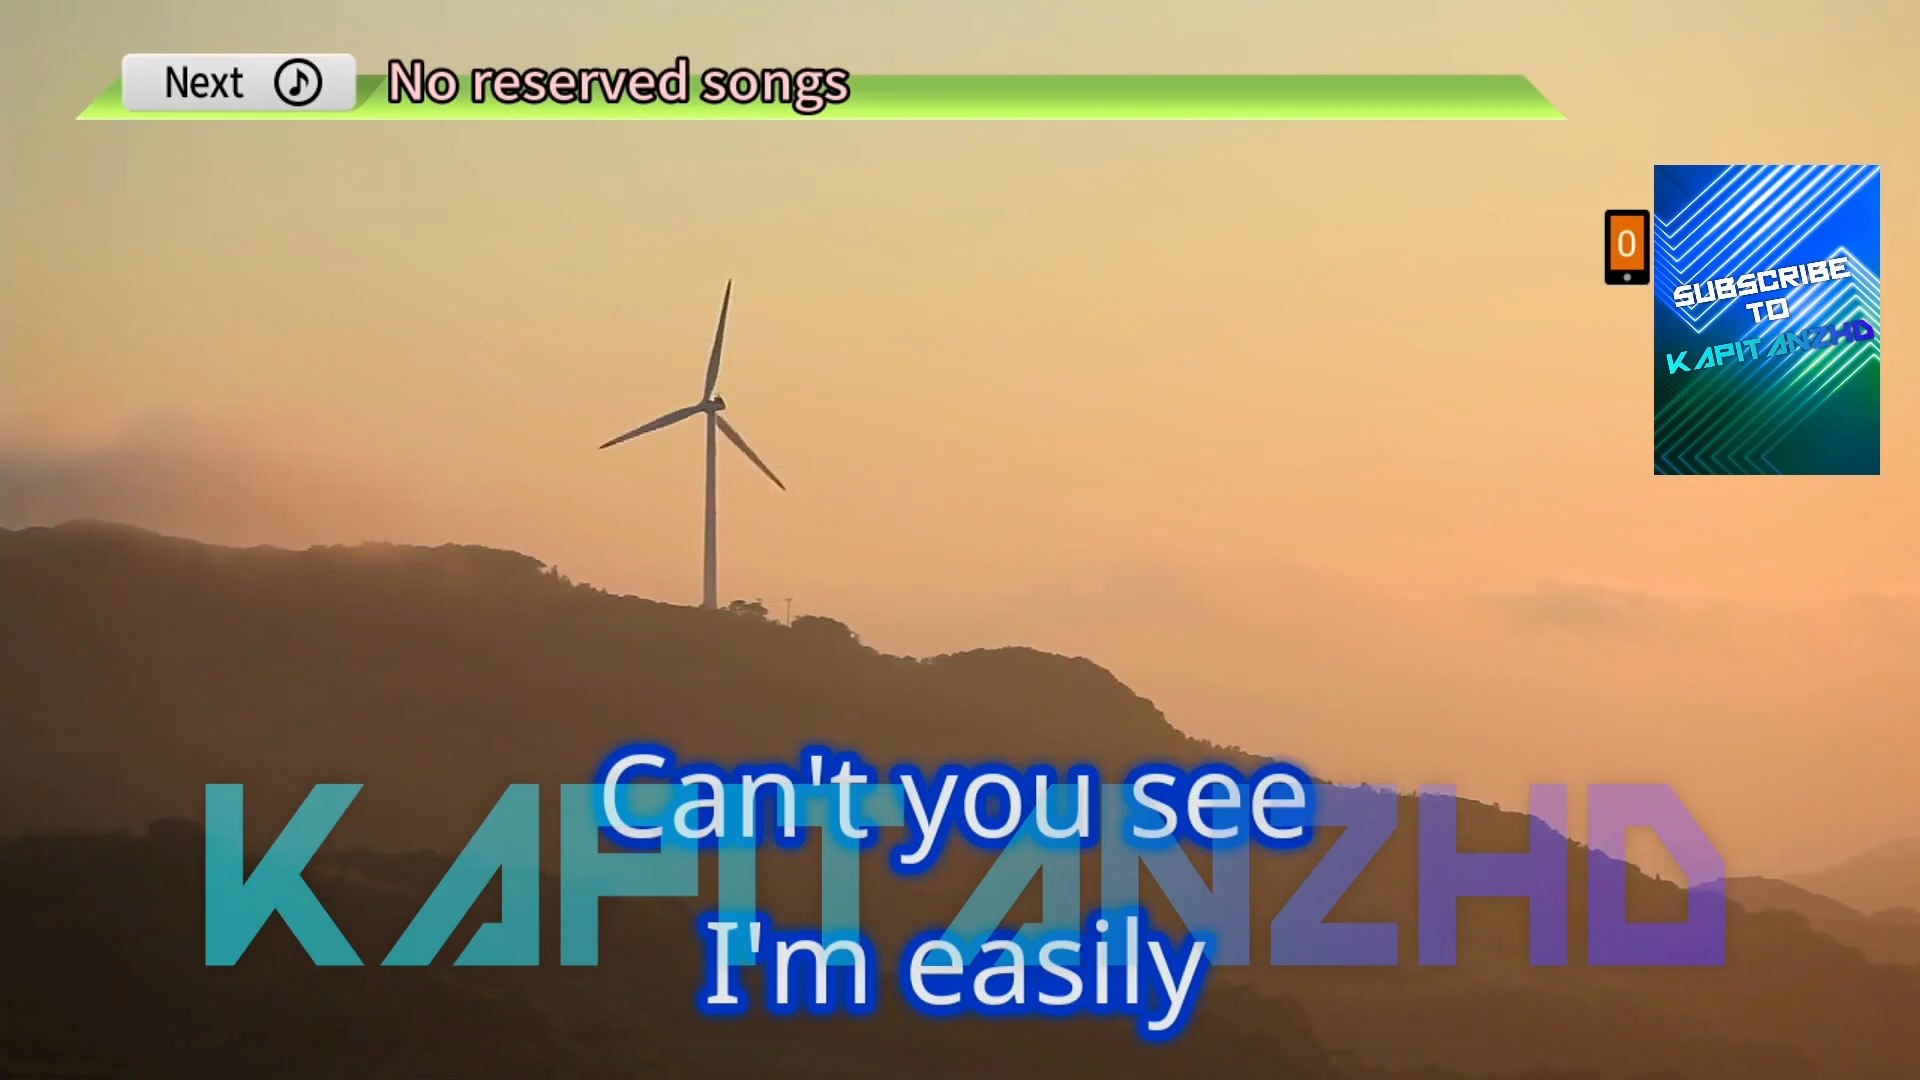 Next
No reserved songs
0
SUBSCRIBE
TO
KAPITANZHD
Can't you see
KAPITANZHD
I'm easily